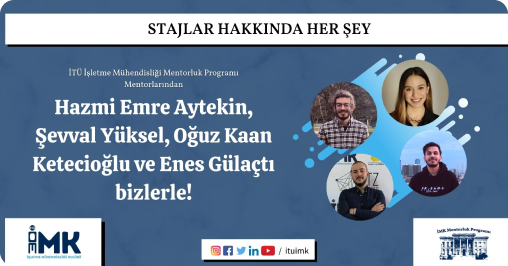 STAJLAR HAKKINDA HER ŞEY
İTÜ İşletme Mühendisliği Mentorluk Programı
Mentorlarından
Hazmi Emre Aytekin,
Şevval Yüksel, Oğuz Kaan
Ketecioğlu ve Enes Gülaçtı
bizlerle!
İMK
işletme mühendisliği kulübü
/ ituimk
İMK Mentorluk Programı